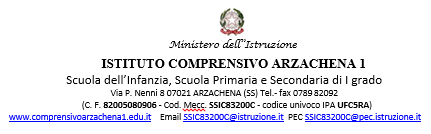 Ministero dell'’Istruzione
ISTITUTO COMPRENSIVO ARZACHENA 1
Scuola dell’Infanzia, Scuola Primaria e Secondaria di I grado
Via P. Nenni 8 07021 ARZACHENA (SS) Tel.- fax 0789 82092
(C. F. 82005080906 - Cod. Mecc. SSIC83200C - codice univoco IPA UFC5RA)
www.comprensivoarzachena1.edu.it Email SSIC83200C@istruzione.it PEC SSIC83200C@pec.istruzione.it